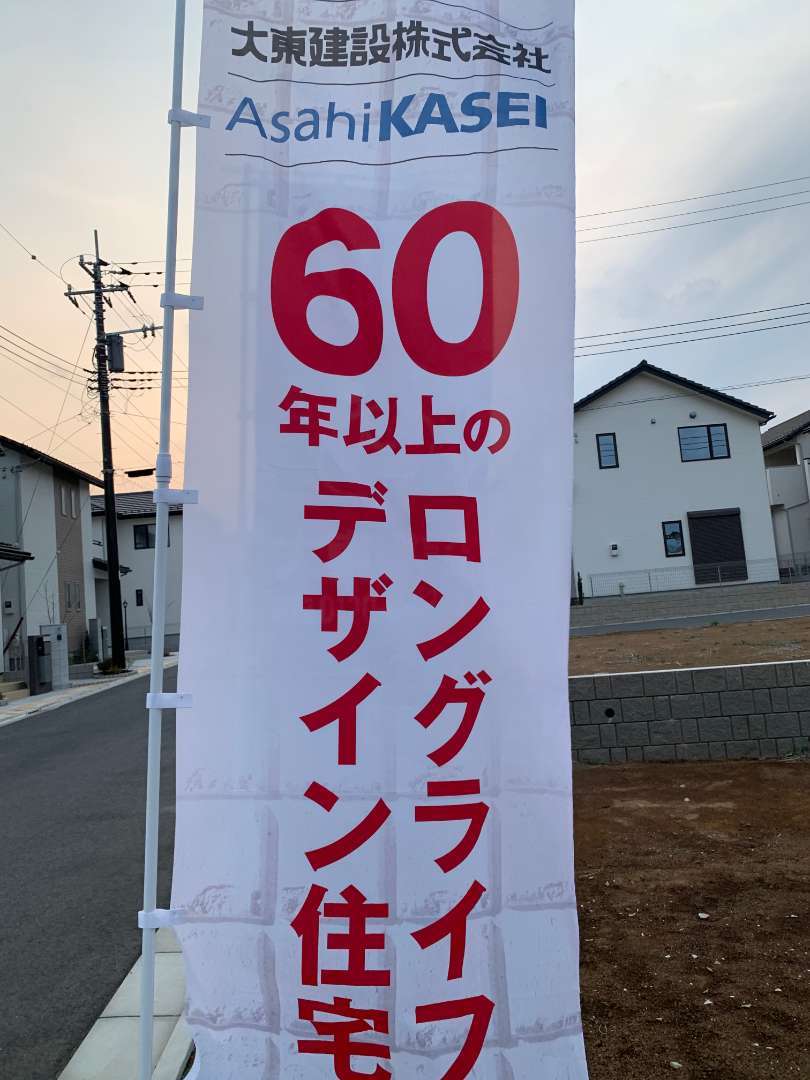 大東建設株式会社
AsahiKASEI
60
年以上の
ロングライフ
デザイン住宅